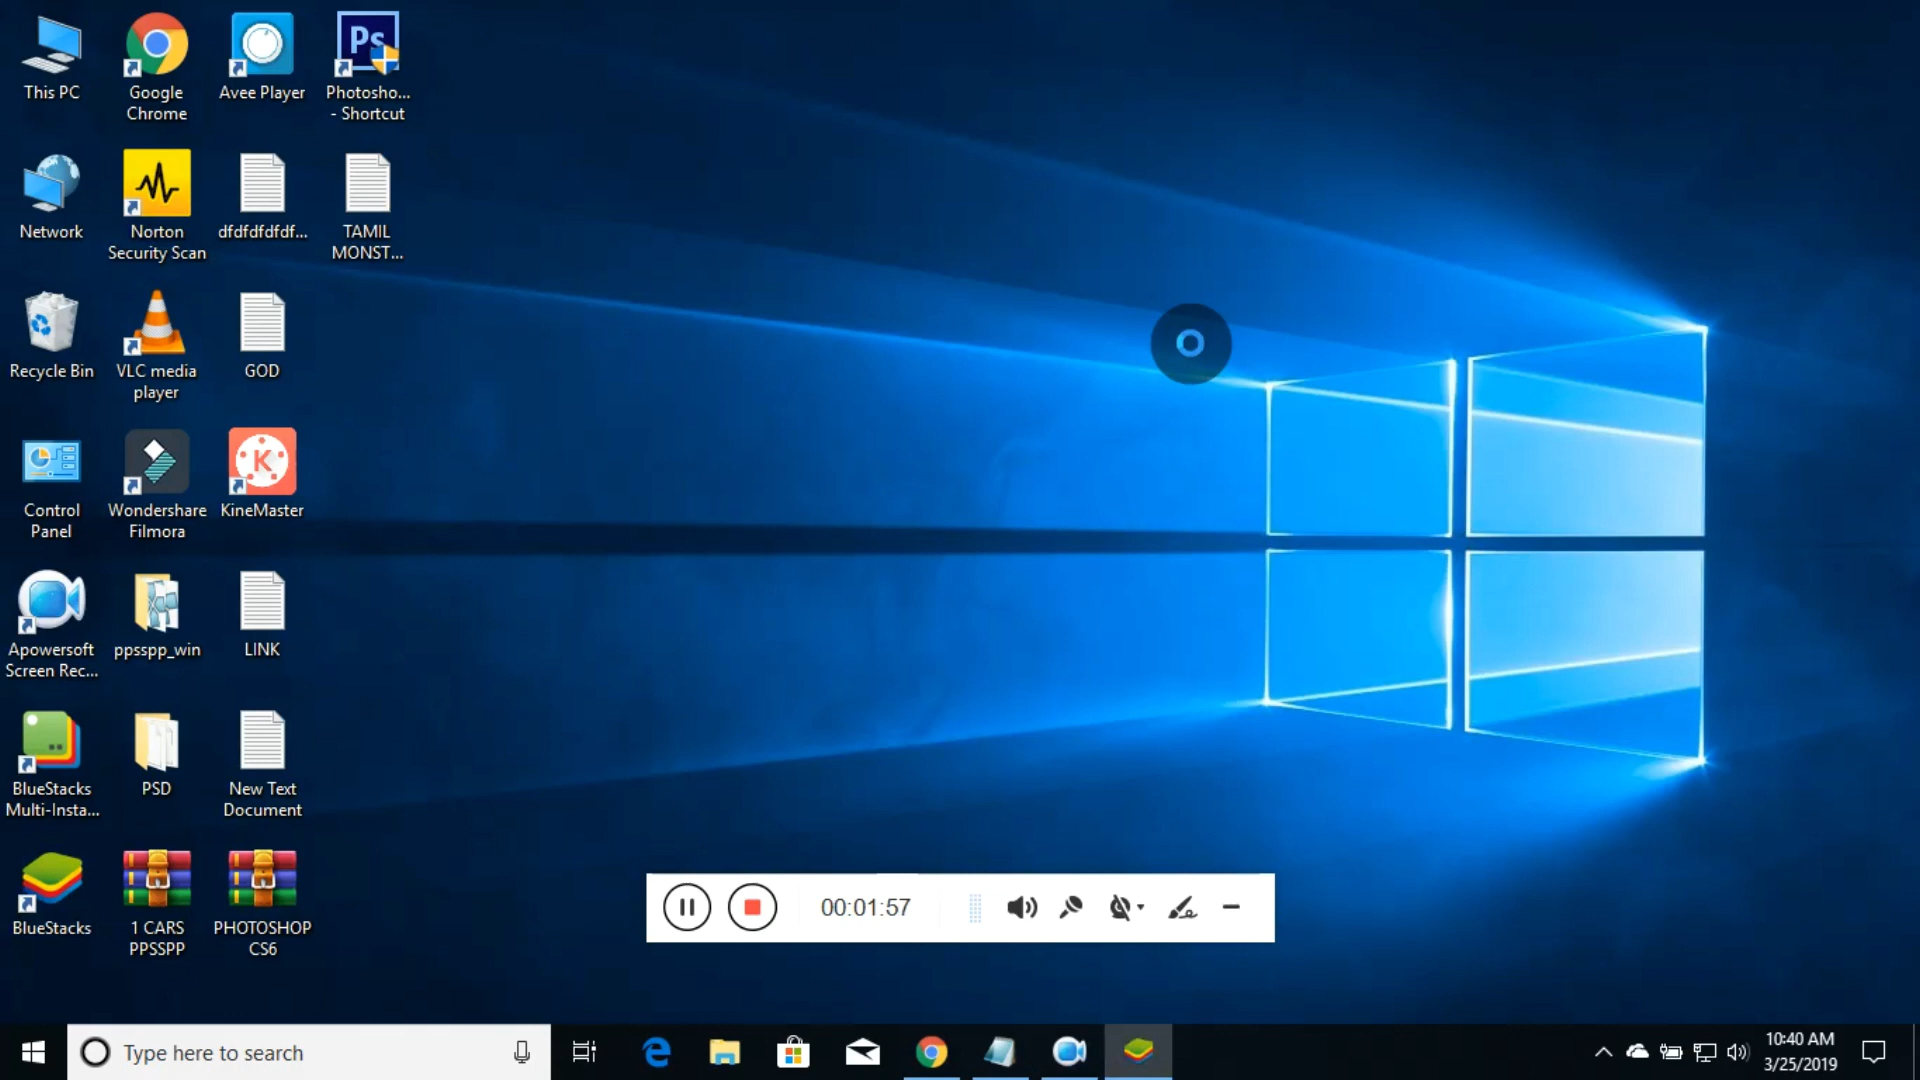 This PC
Google
Chrome
Avee Player
Ps
Photosho...
- Shortcut
Network
Norton
Security Scan
dfdfdfdfdf...
TAMIL
MONST...
Recycle Bin
VLC media
player
GOD
Control
Panel
Wondershare
Filmora
K
KineMaster
Apowersoft
Screen Rec...
ppsspp_win
LINK
BlueStacks
Multi-Insta...
PSD
New Text
Document
BlueStacks
1 CARS
PPSSPP
PHOTOSHOP
CS6
00:01:57
Type here to search
10:40 AM
3/25/2019